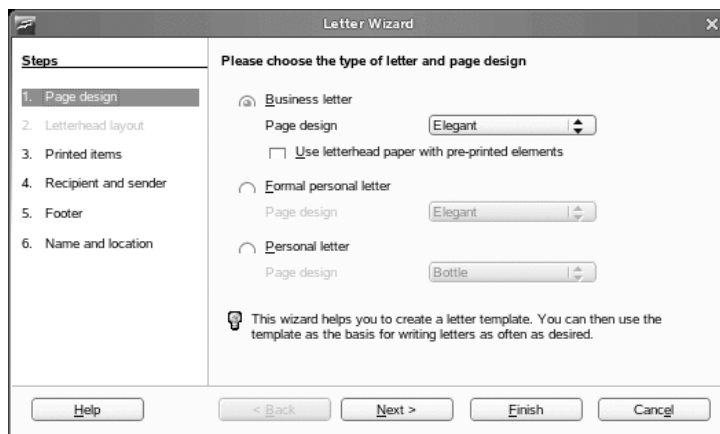 Letter Wizard
Steps
1. Page design
2. Letterhead layout
3. Printed items
4. Recipient and sender
5. Footer
6. Name and location
Please choose the type of letter and page design
Business letter
Page design Elegant
Use letterhead paper with pre-printed elements
Formal personal letter
Page design Elegant
Personal letter
Page design Bottle
This wizard helps you to create a letter template. You can then use the
template as the basis for writing letters as often as desired.
Help < Back Next > Finish Cancel